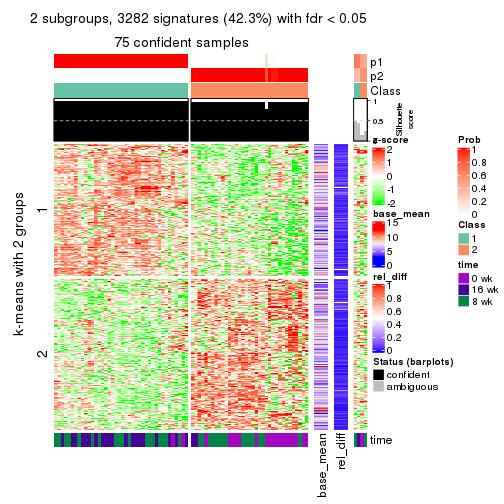 2 subgroups, 3282 signatures (42.3%) with fdr < 0.05
75 confident samples
p1
p2
Class
1
0.5
0
Silhouette
score
k-means with 2 groups
1
2
z-score
2
1
0
-1
-2
base_mean
15
10
5
0
rel_diff
1
0.8
0.6
0.4
0.2
0
Status (barplots)
confident
ambiguous
Prob
1
0.8
0.6
0.4
0.2
0
Class
1
2
time
0 wk
16 wk
8 wk
time
base_mean
rel_diff